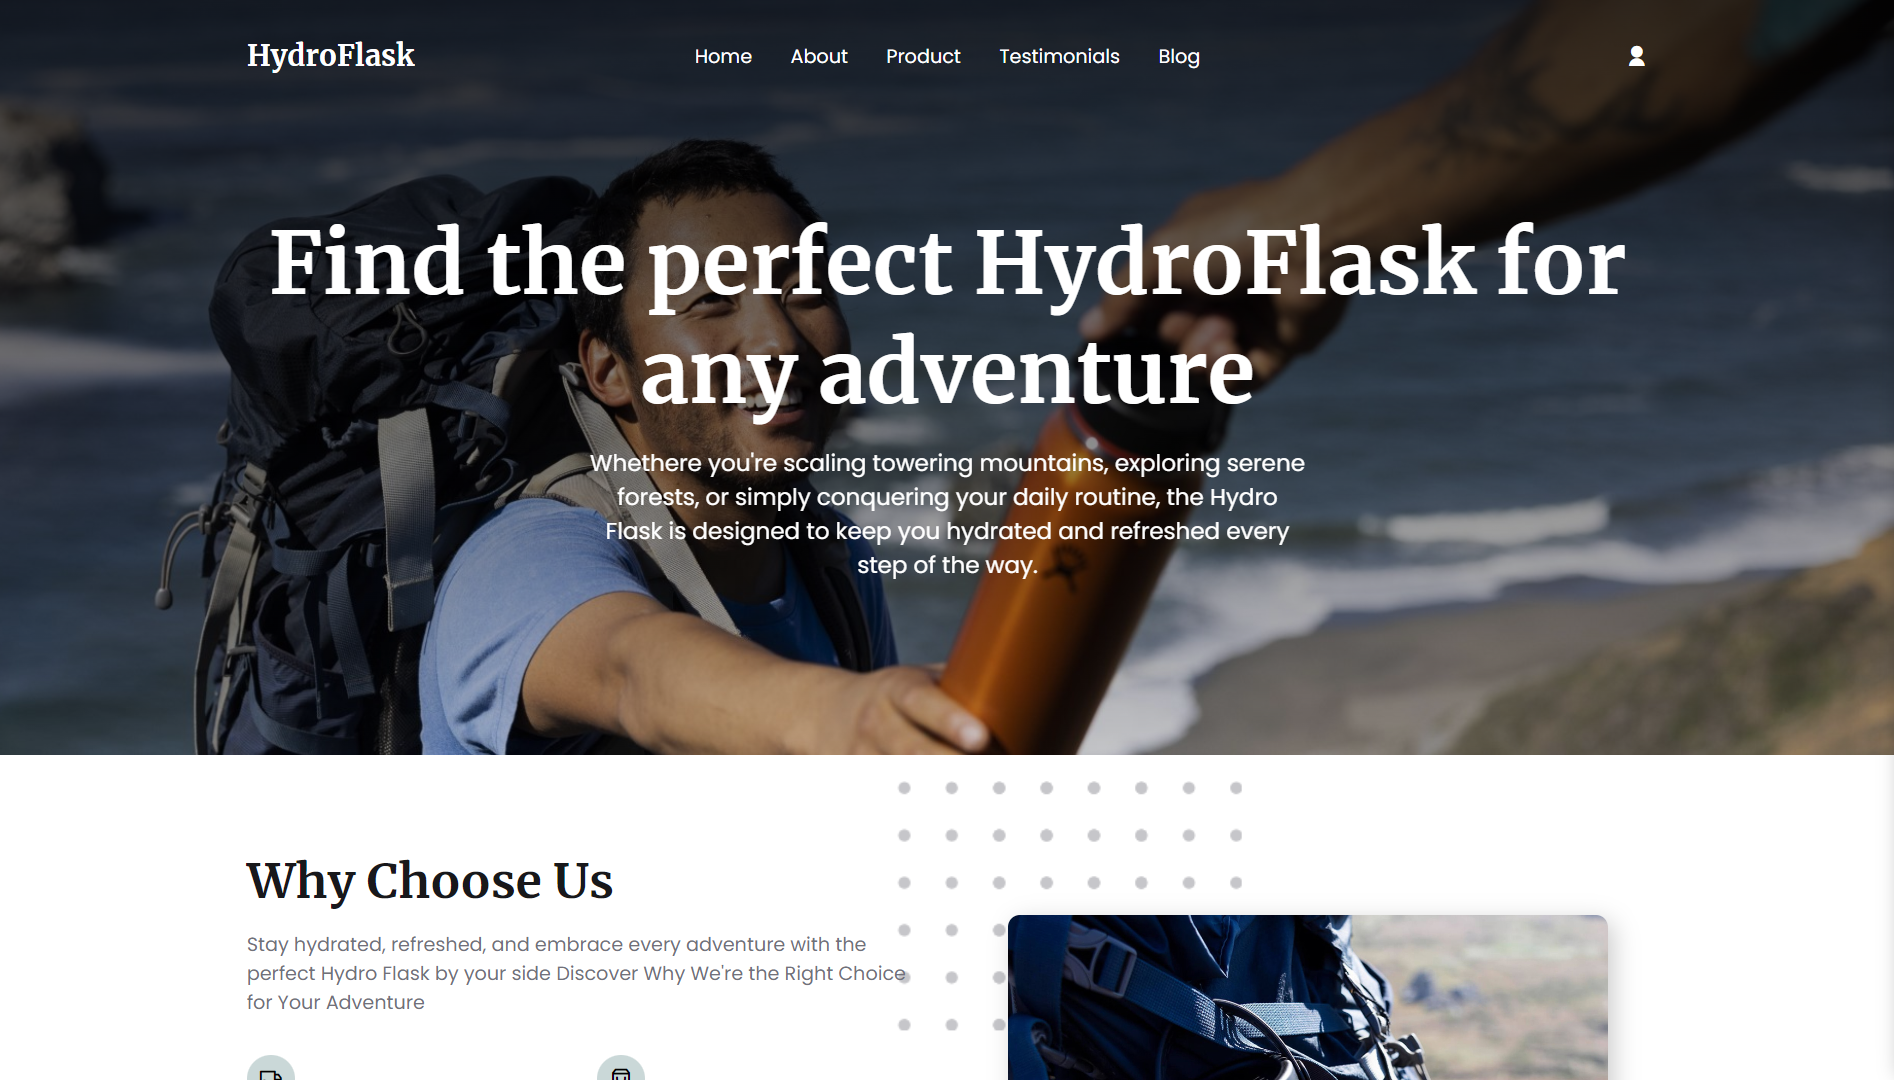 HydroFlask
Home About Product Testimonials Blog
Find the perfect HydroFlask for
any adventure
Whethere you're scaling towering mountains, exploring serene
forests, or simply conquering your daily routine, the Hydro
Flask is designed to keep you hydrated and refreshed every
step of the way.
Why Choose Us
Stay hydrated, refreshed, and embrace every adventure with the
perfect Hydro Flask by your side Discover Why We're the Right Choice
for Your Adventure